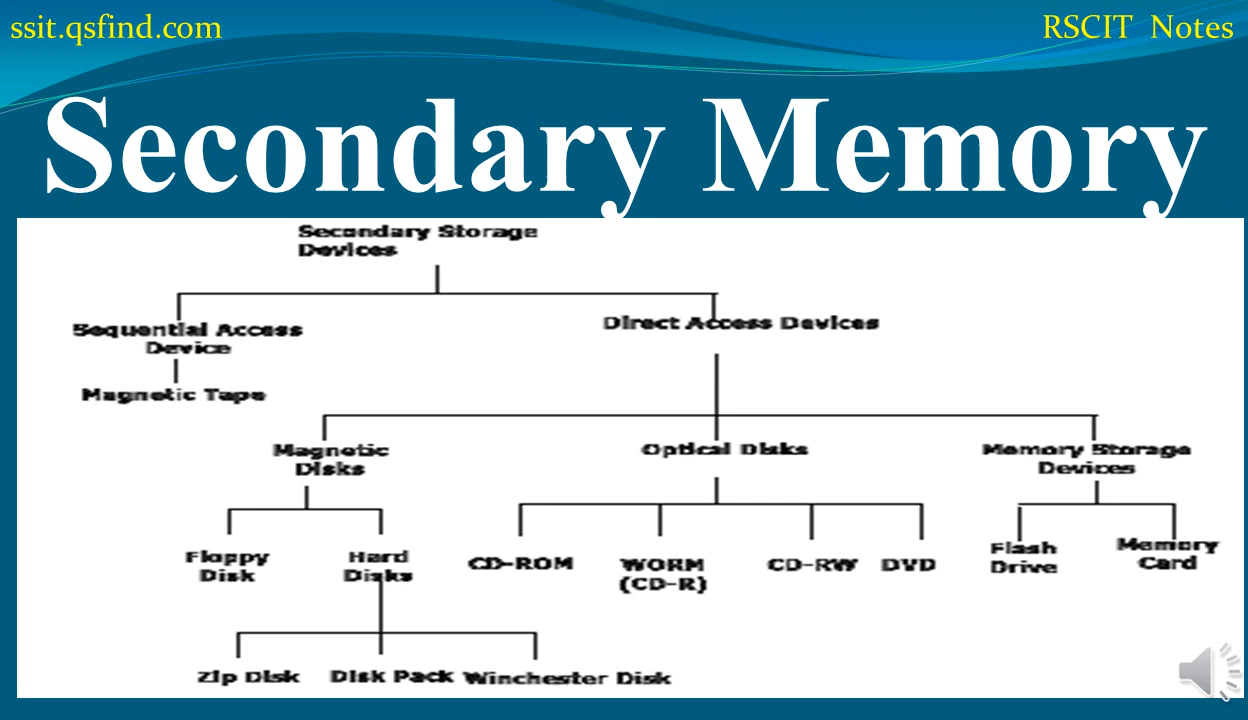 ssit.qsfind.com
RSCIT Notes
Secondary Memory
Secondary Storage
Devices
Sequential Access
Device
Direct Access Devices
Magnetic Tape
Magnetic
Disks
Optical Disks
Memory Storage
Devices
Floppy
Disk
Hard
Disks
CD-ROM
WORM
(CD-R)
CD-RW
DVD
Flash
Drive
Memory
Card
Zip Disk
Disk Pack
Winchester Disk